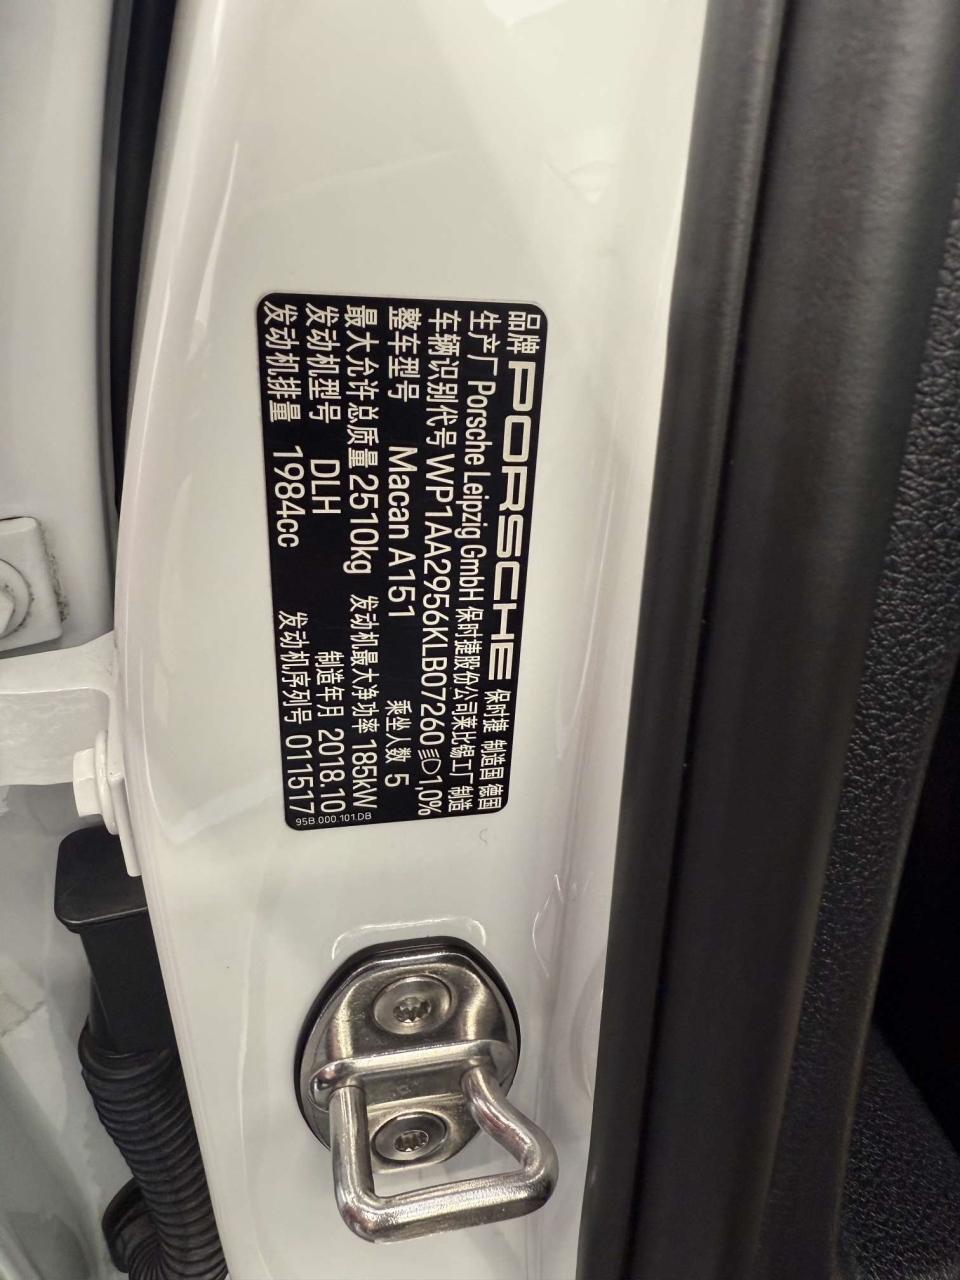 品牌 PORSCHE 保时捷 制造国 德国
生产厂 Porsche Leipzig GmbH 保时捷股份公司莱比锡工厂制造
车辆识别代号 WP1AA2956KLB07260 1,0%
整车型号 Macan A151 乘坐人数 5
最大允许总质量 2510kg 发动机最大净功率 185kW
发动机型号 DLH 制造年月 2018.10
发动机排量 1984cc 发动机序列号 011517
95B.000.101.DB